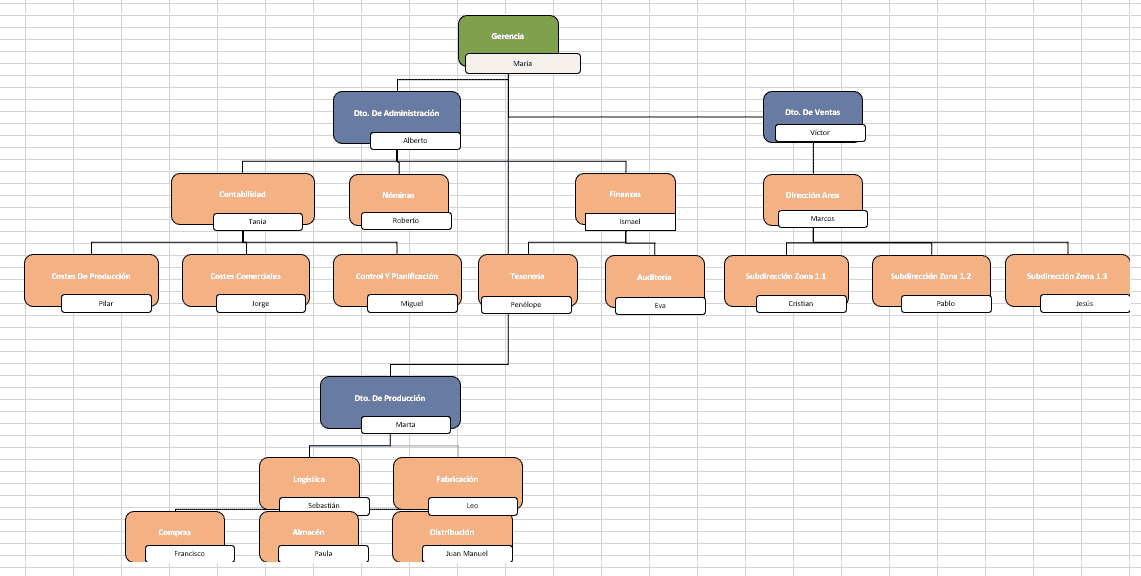 Gerencia
María
Dto. De Administración
Alberto
Dto. De Ventas
Víctor
Contabilidad
Tania
Nóminas
Roberto
Finanzas
Ismael
Dirección Area
Marcos
Costes De Producción
Pilar
Costes Comerciales
Jorge
Control Y Planificación
Miguel
Tesorería
Penélope
Auditoría
Eva
Subdirección Zona 1.1
Cristian
Subdirección Zona 1.2
Pablo
Subdirección Zona 1.3
Jesús
Dto. De Producción
Marta
Logística
Sebastián
Fabricación
Leo
Compras
Francisco
Almacén
Paula
Distribución
Juan Manuel